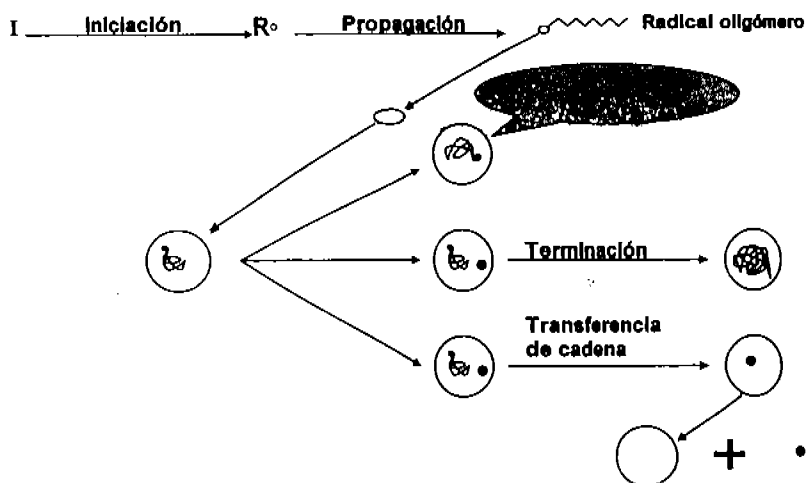 I Iniciación R° Propagación Radical oligómero
Terminación
Transferencia
de cadena
+